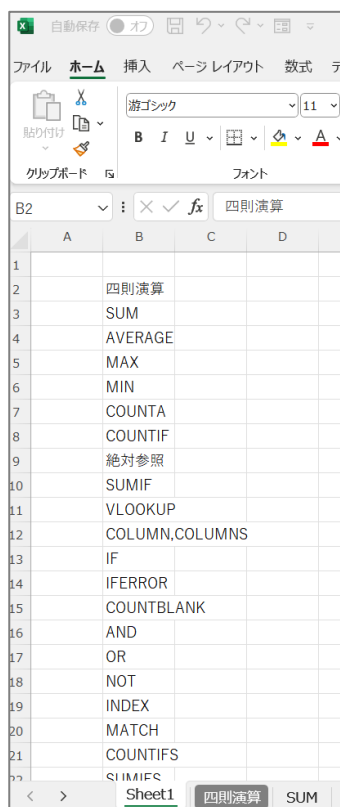 自動保存 オフ
ファイル ホーム 挿入 ページ レイアウト 数式
貼り付け
游ゴシック 11
B I U A
クリップボード フォント
B2 fx 四則演算
A B C D
1
2 四則演算
3 SUM
4 AVERAGE
5 MAX
6 MIN
7 COUNTA
8 COUNTIF
9 絶対参照
10 SUMIF
11 VLOOKUP
12 COLUMN,COLUMNS
13 IF
14 IFERROR
15 COUNTBLANK
16 AND
17 OR
18 NOT
19 INDEX
20 MATCH
21 COUNTIFS
22 SUMIFS
Sheet1 四則演算 SUM